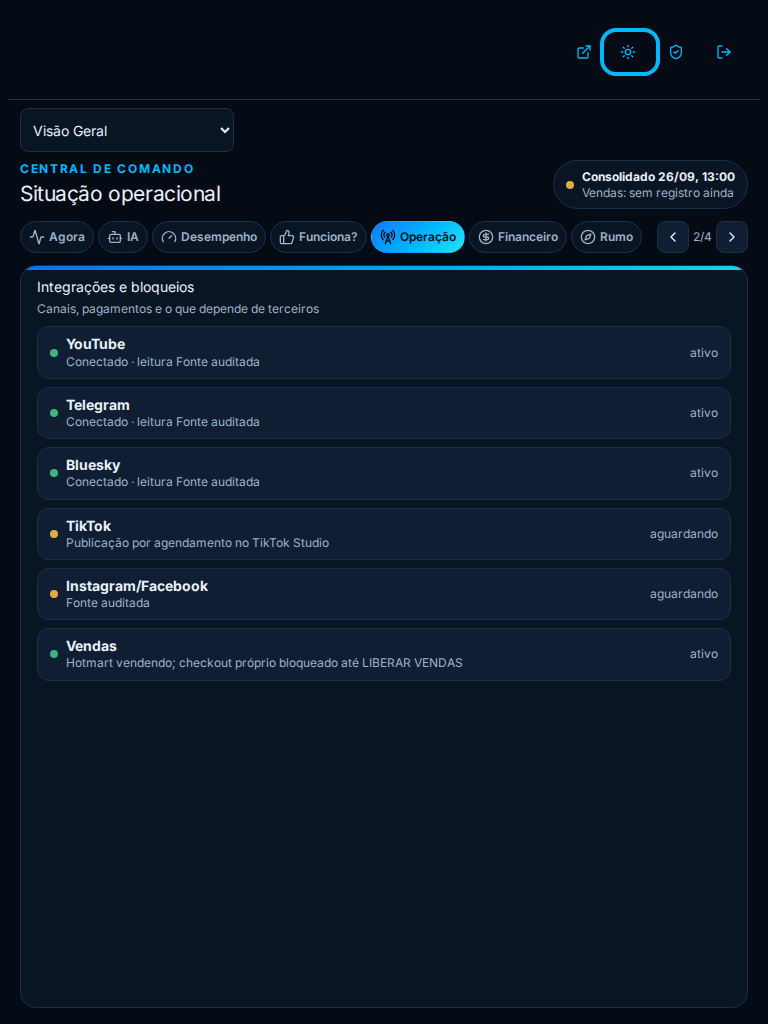 Visão Geral
CENTRAL DE COMANDO
Situação operacional
Consolidado 26/09, 13:00
Vendas: sem registro ainda
Agora
IA
Desempenho
Funciona?
Operação
Financeiro
Rumo
2/4
Integrações e bloqueios
Canais, pagamentos e o que depende de terceiros
YouTube
Conectado · leitura Fonte auditada
ativo
Telegram
Conectado · leitura Fonte auditada
ativo
Bluesky
Conectado · leitura Fonte auditada
ativo
TikTok
Publicação por agendamento no TikTok Studio
aguardando
Instagram/Facebook
Fonte auditada
aguardando
Vendas
Hotmart vendendo; checkout próprio bloqueado até LIBERAR VENDAS
ativo